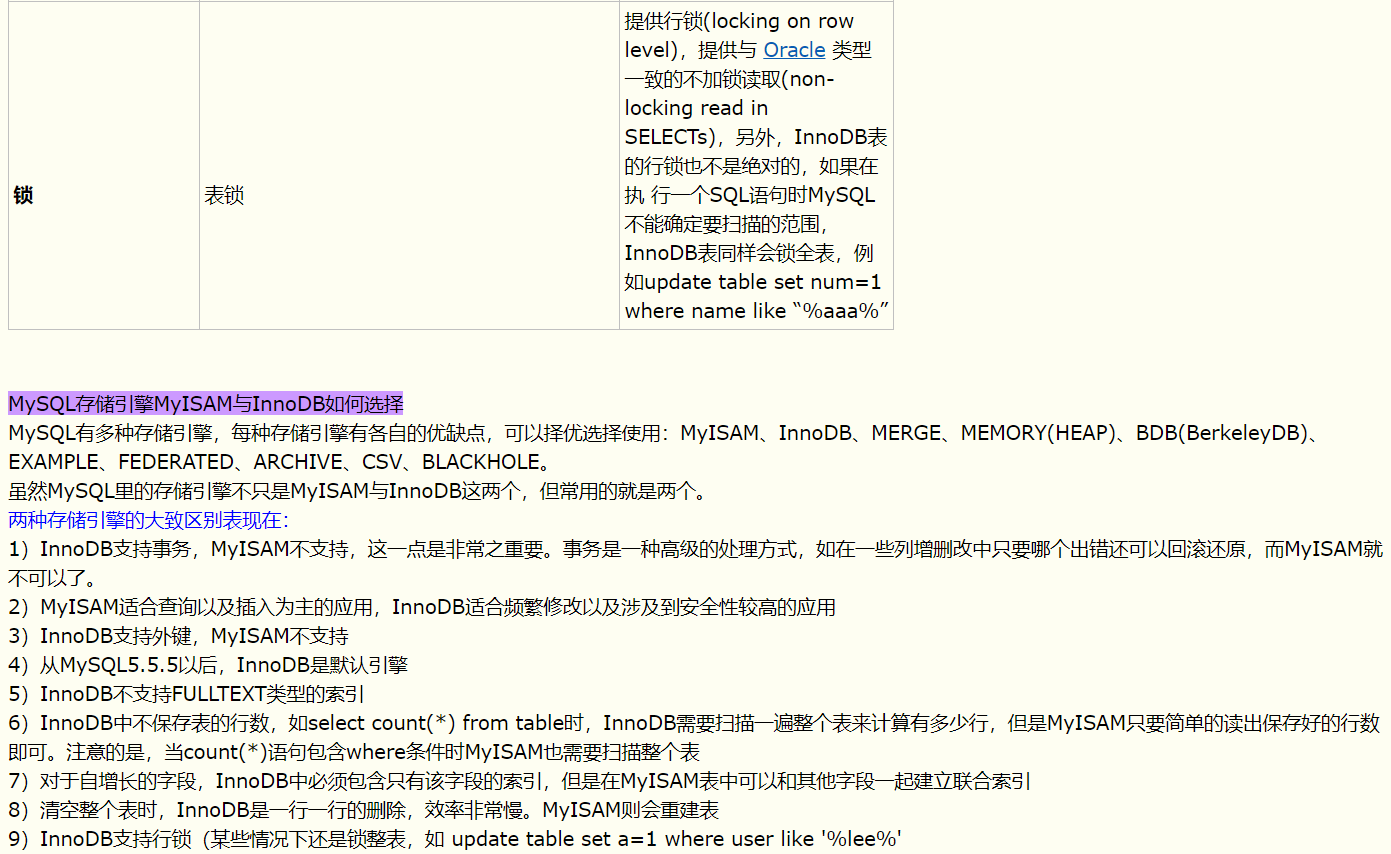 锁
表锁
提供行锁(locking on row
level)，提供与 Oracle 类型
一致的不加锁读取(non-
locking read in
SELECTs)，另外，InnoDB表
的行锁也不是绝对的，如果在
执 行一个SQL语句时MySQL
不能确定要扫描的范围，
InnoDB表同样会锁全表，例
如update table set num=1
where name like “%aaa%”
MySQL存储引擎MyISAM与InnoDB如何选择
MySQL有多种存储引擎，每种存储引擎有各自的优缺点，可以择优选择使用：MyISAM、InnoDB、MERGE、MEMORY(HEAP)、BDB(BerkeleyDB)、
EXAMPLE、FEDERATED、ARCHIVE、CSV、BLACKHOLE。
虽然MySQL里的存储引擎不只是MyISAM与InnoDB这两个，但常用的就是两个。
两种存储引擎的大致区别表现在：
1）InnoDB支持事务，MyISAM不支持，这一点是非常之重要。事务是一种高级的处理方式，如在一些列增删改中只要哪个出错还可以回滚还原，而MyISAM就
不可以了。
2）MyISAM适合查询以及插入为主的应用，InnoDB适合频繁修改以及涉及到安全性较高的应用
3）InnoDB支持外键，MyISAM不支持
4）从MySQL5.5.5以后，InnoDB是默认引擎
5）InnoDB不支持FULLTEXT类型的索引
6）InnoDB中不保存表的行数，如select count(*) from table时，InnoDB需要扫描一遍整个表来计算有多少行，但是MyISAM只要简单的读出保存好的行数
即可。注意的是，当count(*)语句包含where条件时MyISAM也需要扫描整个表
7）对于自增长的字段，InnoDB中必须包含只有该字段的索引，但是在MyISAM表中可以和其他字段一起建立联合索引
8）清空整个表时，InnoDB是一行一行的删除，效率非常慢。MyISAM则会重建表
9）InnoDB支持行锁（某些情况下还是锁整表，如 update table set a=1 where user like '%lee%'